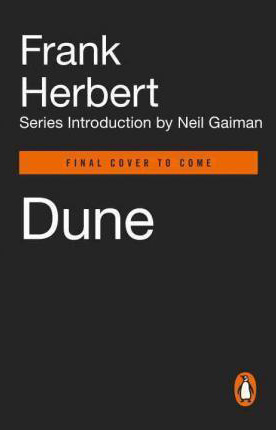 Frank
Herbert
Series Introduction by Neil Gaiman
FINAL COVER TO COME
Dune